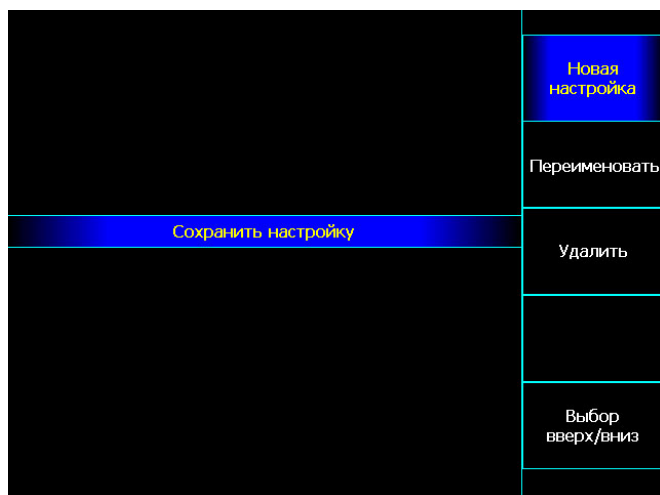 Новая
настройка
Переименовать
Сохранить настройку
Удалить
Выбор
вверх/вниз